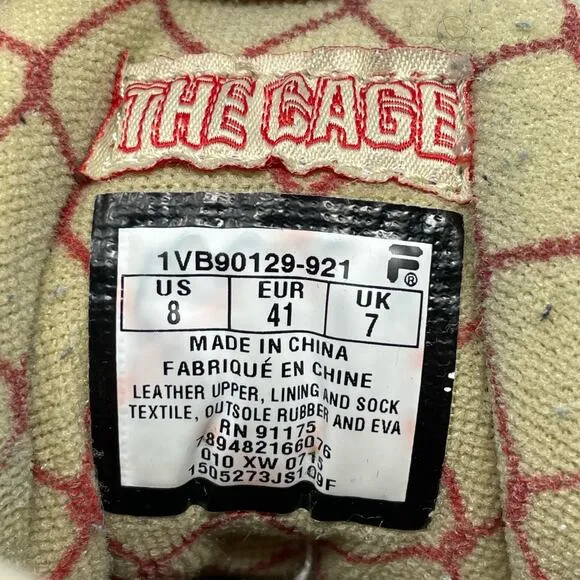 THE CAGE
1VB90129-921
F®
US EUR UK
8 41 7
MADE IN CHINA
FABRIQUÉ EN CHINE
LEATHER UPPER, LINING AND SOCK
TEXTILE, OUTSOLE RUBBER AND EVA
RN 91175
789482166076
010 XW 0715
1505273JS109F